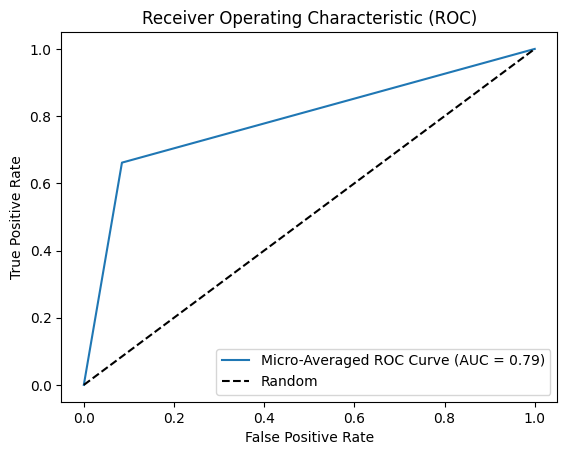 Receiver Operating Characteristic (ROC)
True Positive Rate
1.0
0.8
0.6
0.4
0.2
0.0
Micro-Averaged ROC Curve (AUC = 0.79)
Random
0.0 0.2 0.4 0.6 0.8 1.0
False Positive Rate